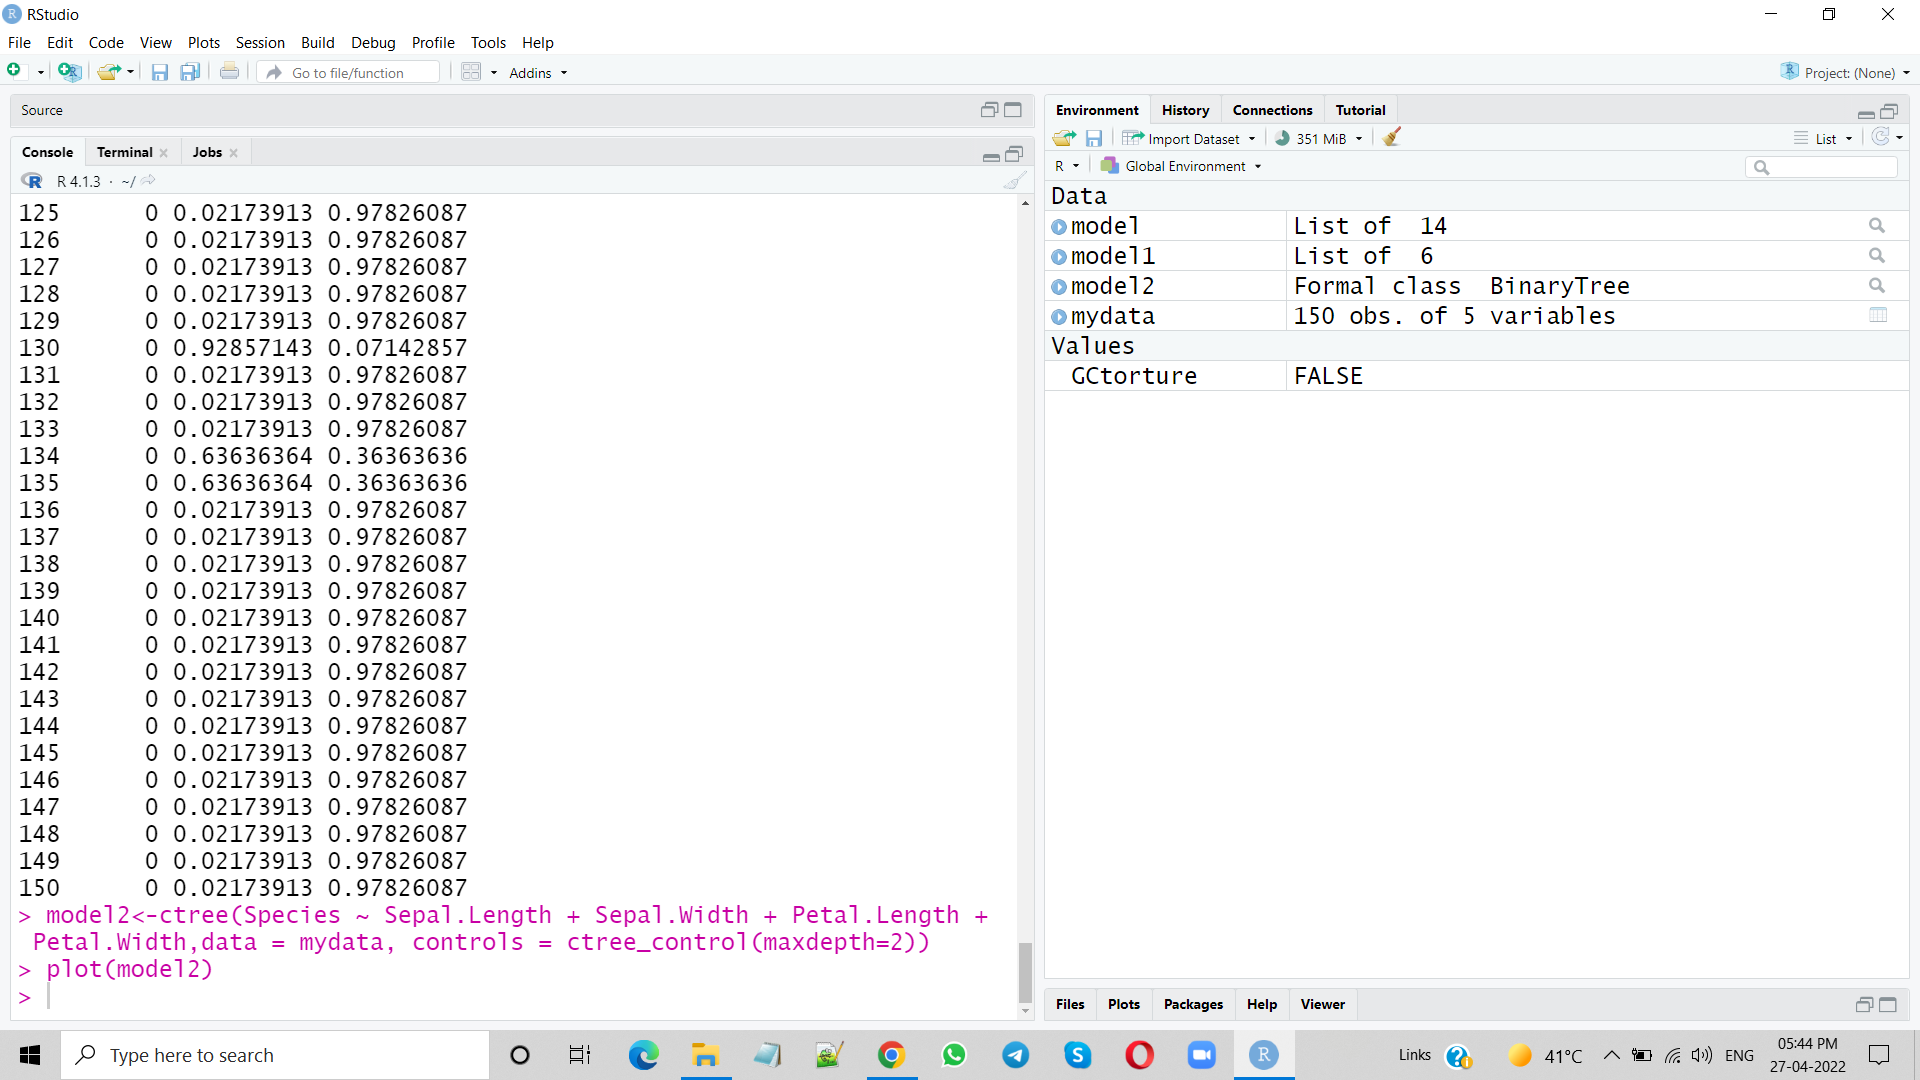 RStudio
File Edit Code View Plots Session Build Debug Profile Tools Help
Go to file/function Addins Project: (None)
Source
Console Terminal Jobs
R 4.1.3 · ~/
125 0 0.02173913 0.97826087
126 0 0.02173913 0.97826087
127 0 0.02173913 0.97826087
128 0 0.02173913 0.97826087
129 0 0.02173913 0.97826087
130 0 0.92857143 0.07142857
131 0 0.02173913 0.97826087
132 0 0.02173913 0.97826087
133 0 0.02173913 0.97826087
134 0 0.63636364 0.36363636
135 0 0.63636364 0.36363636
136 0 0.02173913 0.97826087
137 0 0.02173913 0.97826087
138 0 0.02173913 0.97826087
139 0 0.02173913 0.97826087
140 0 0.02173913 0.97826087
141 0 0.02173913 0.97826087
142 0 0.02173913 0.97826087
143 0 0.02173913 0.97826087
144 0 0.02173913 0.97826087
145 0 0.02173913 0.97826087
146 0 0.02173913 0.97826087
147 0 0.02173913 0.97826087
148 0 0.02173913 0.97826087
149 0 0.02173913 0.97826087
150 0 0.02173913 0.97826087
> model2<-ctree(Species ~ Sepal.Length + Sepal.Width + Petal.Length +
Petal.Width,data = mydata, controls = ctree_control(maxdepth=2))
> plot(model2)
>
Environment History Connections Tutorial
Import Dataset 351 MiB List
R Global Environment
Data
model List of 14
model1 List of 6
model2 Formal class BinaryTree
mydata 150 obs. of 5 variables
Values
GCtorture FALSE
Files Plots Packages Help Viewer
Type here to search
Links 41°C ENG 05:44 PM
27-04-2022